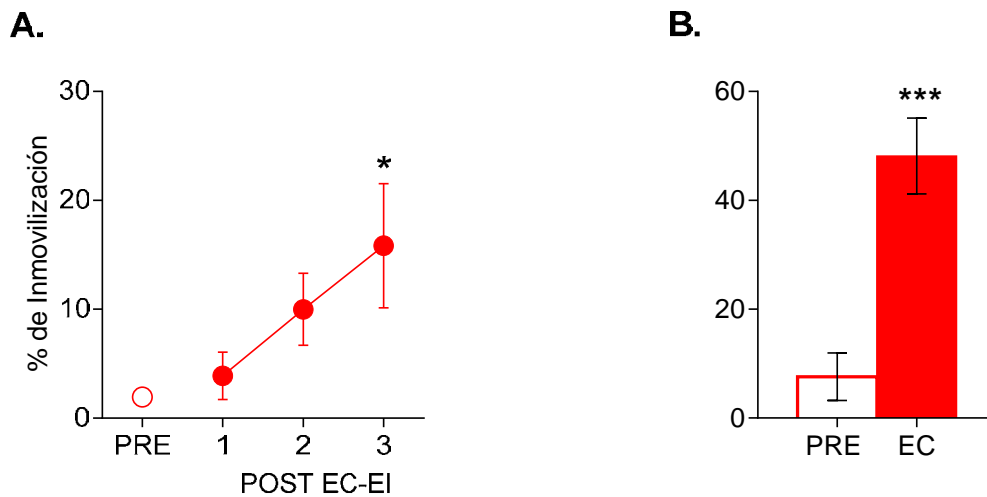 A.
% de Inmovilización
30
20
10
0
*
PRE 1 2 3
POST EC-EI
B.
60
40
20
0
***
PRE EC